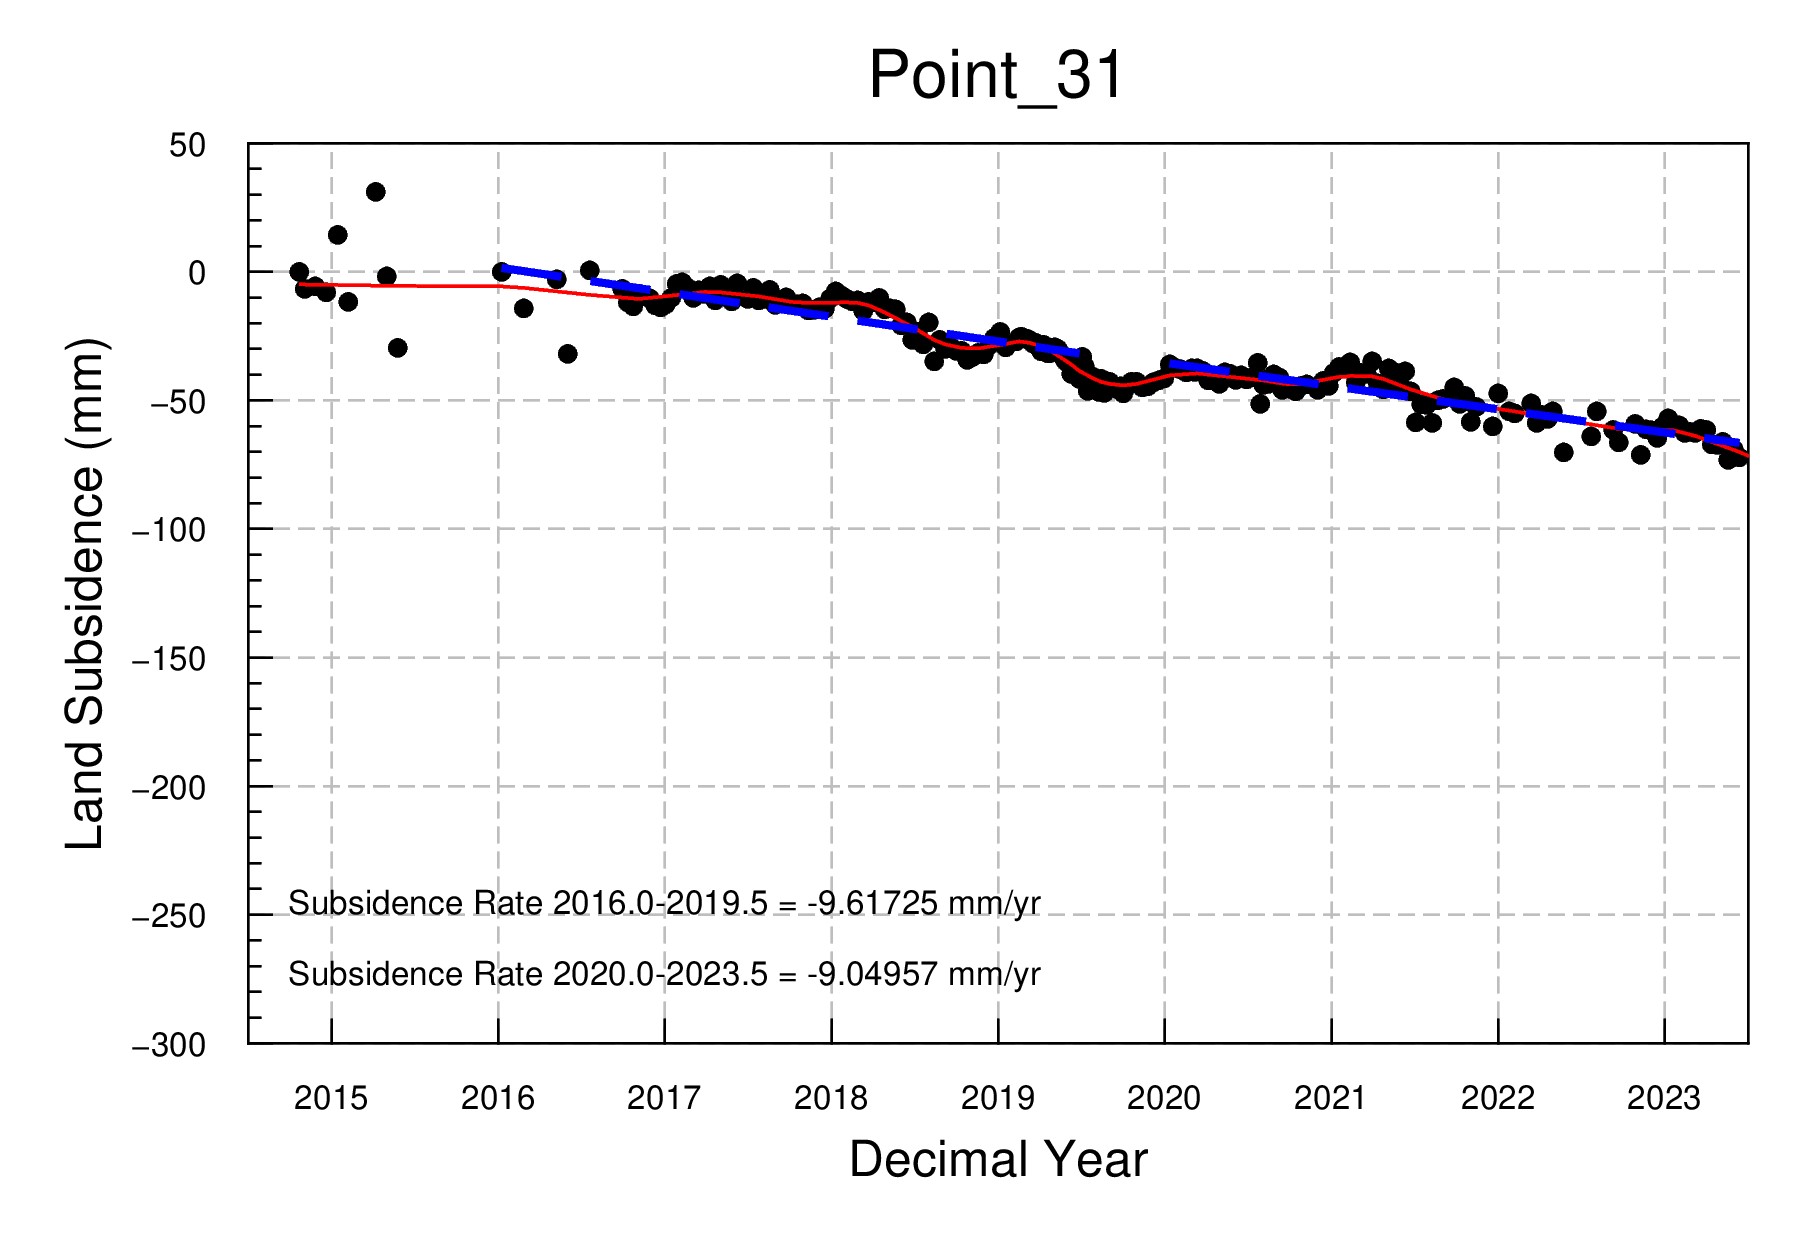 Point_31
50
0
−50
−100
−150
−200
−250
−300
Land Subsidence (mm)
Subsidence Rate 2016.0-2019.5 = -9.61725 mm/yr
Subsidence Rate 2020.0-2023.5 = -9.04957 mm/yr
2015 2016 2017 2018 2019 2020 2021 2022 2023
Decimal Year